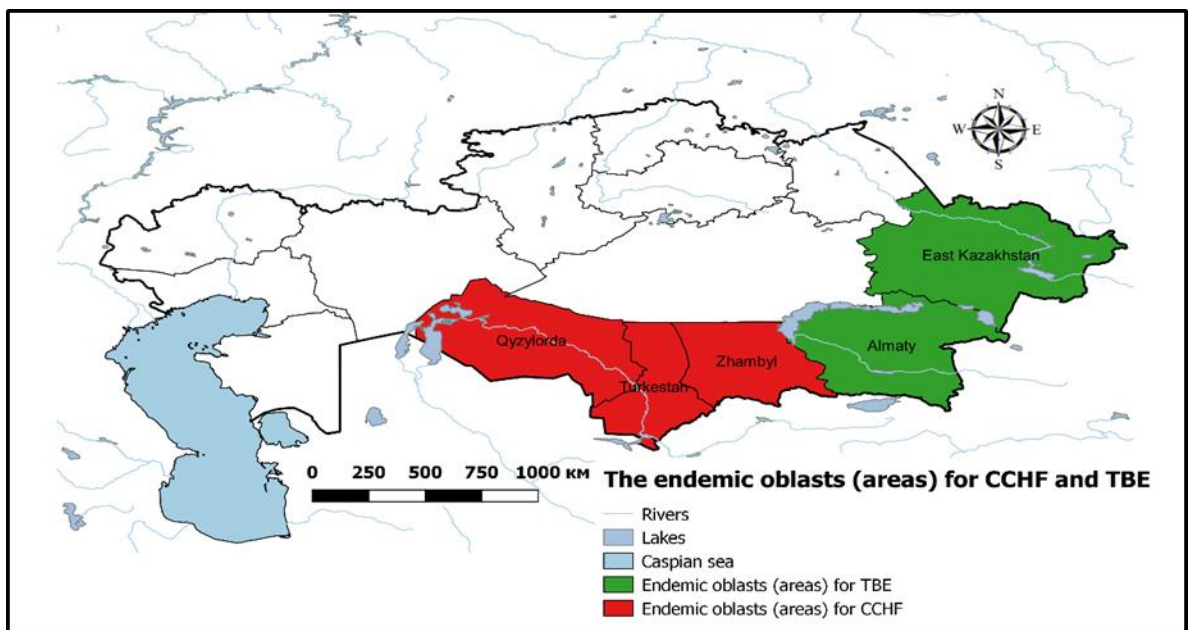 N
W E
S
East Kazakhstan
Almaty
Qyzylorda
Zhambyl
Turkestan
0 250 500 750 1000 км
The endemic oblasts (areas) for CCHF and TBE
Rivers
Lakes
Caspian sea
Endemic oblasts (areas) for TBE
Endemic oblasts (areas) for CCHF